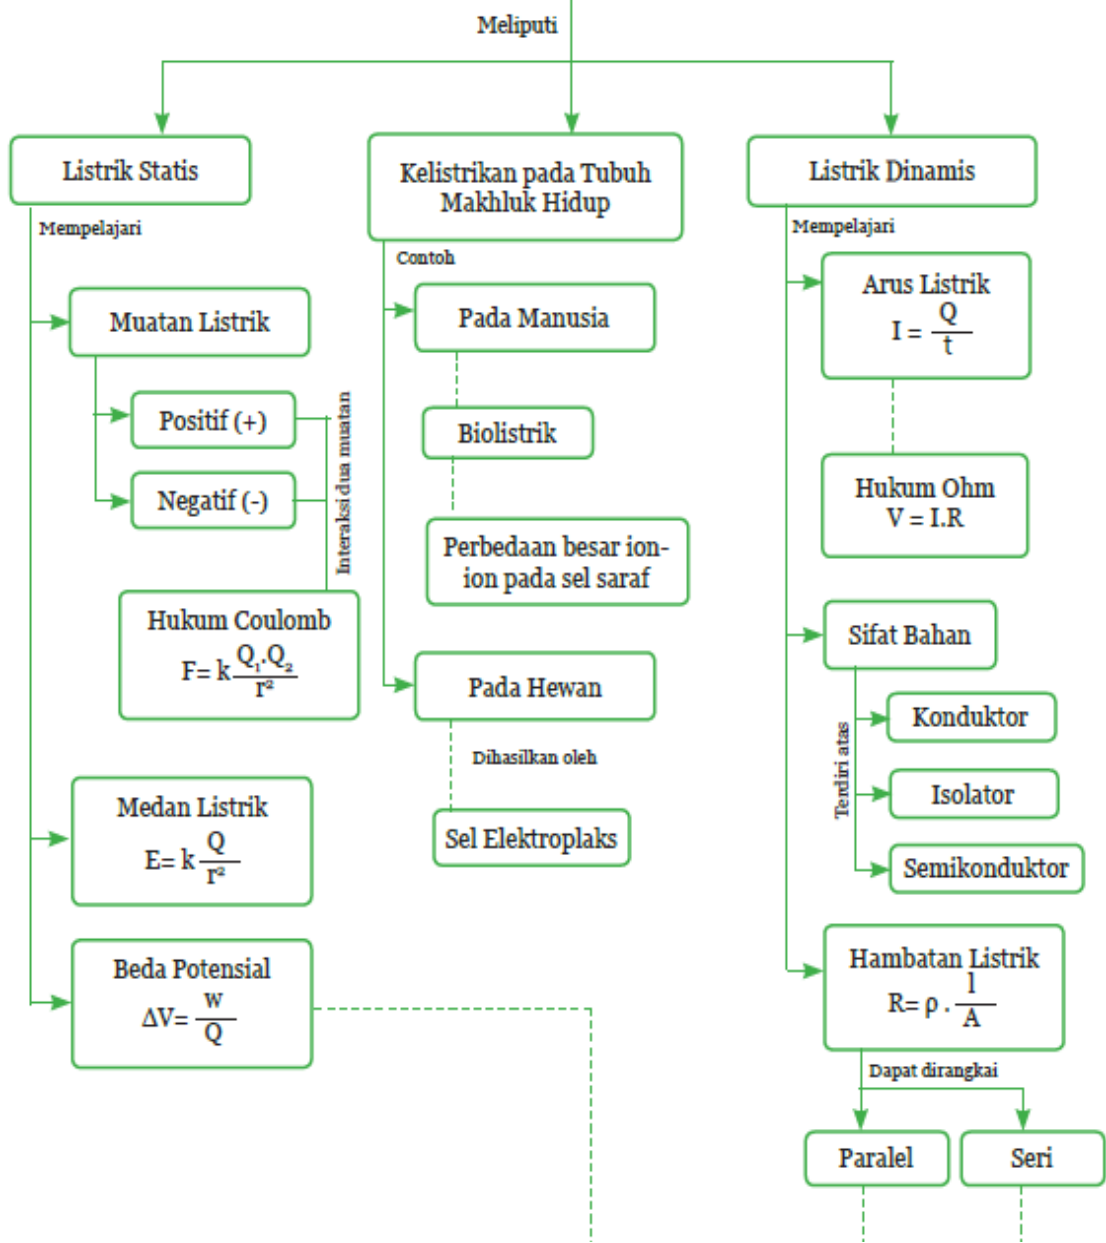 Meliputi
Listrik Statis
Mempelajari
Muatan Listrik
Positif (+)
Negatif (-)
Interaksi dua muatan
Hukum Coulomb
F= k Q₁.Q₂ / r²
Medan Listrik
E= k Q / r²
Beda Potensial
ΔV= w / Q
Kelistrikan pada Tubuh
Makhluk Hidup
Contoh
Pada Manusia
Biolistrik
Perbedaan besar ion-
ion pada sel saraf
Pada Hewan
Dihasilkan oleh
Sel Elektroplaks
Listrik Dinamis
Mempelajari
Arus Listrik
I = Q / t
Hukum Ohm
V = I.R
Sifat Bahan
Terdiri atas
Konduktor
Isolator
Semikonduktor
Hambatan Listrik
R= ρ . l / A
Dapat dirangkai
Paralel
Seri